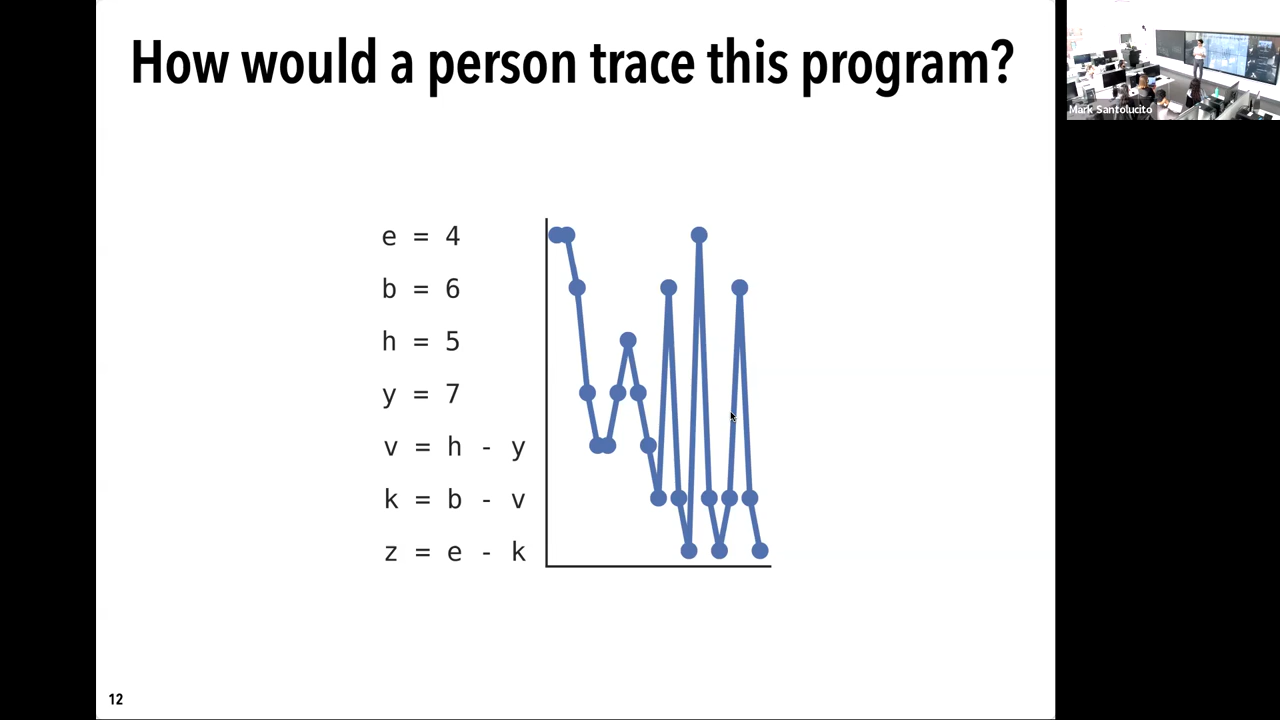 How would a person trace this program?
Mark Santolucito
e = 4
b = 6
h = 5
y = 7
v = h - y
k = b - v
z = e - k
12